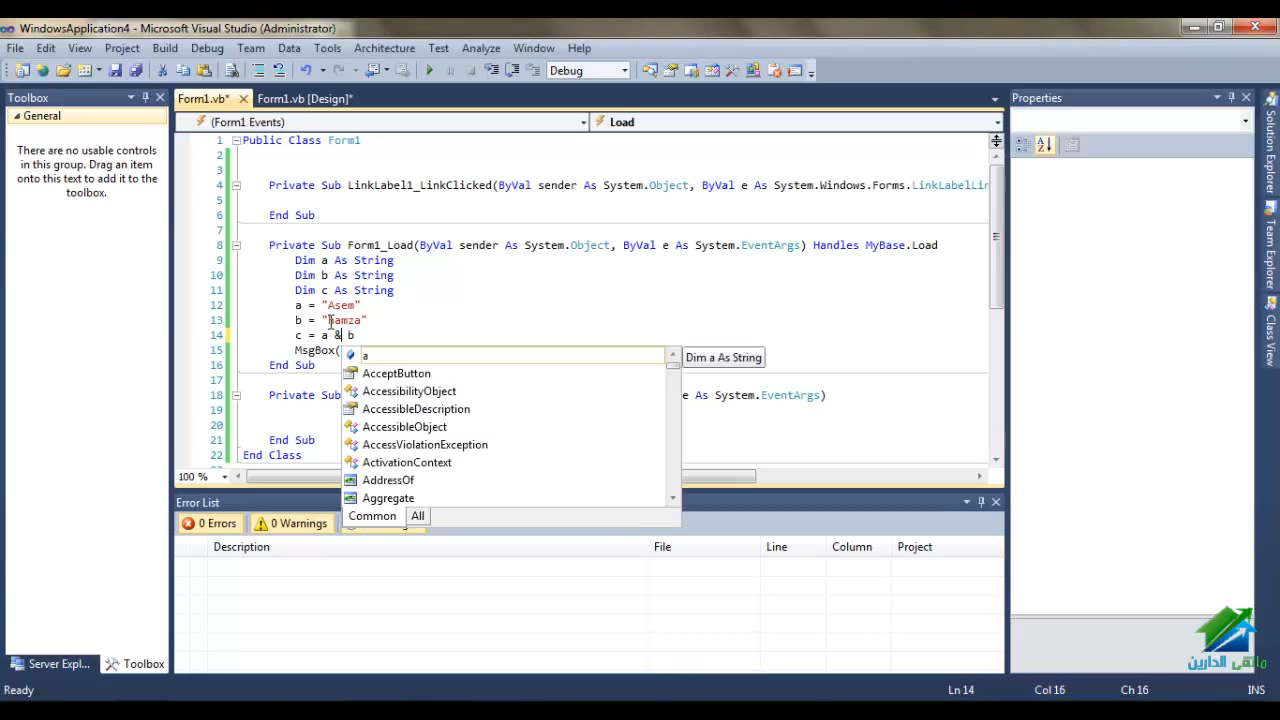 WindowsApplication4 - Microsoft Visual Studio (Administrator)
File Edit View Project Build Debug Team Data Tools Architecture Test Analyze Window Help
Debug
Toolbox
General
There are no usable controls
in this group. Drag an item
onto this text to add it to the
toolbox.
Server Expl... Toolbox
Form1.vb* Form1.vb [Design]*
(Form1 Events) Load
1 Public Class Form1
2
3
4 Private Sub LinkLabel1_LinkClicked(ByVal sender As System.Object, ByVal e As System.Windows.Forms.LinkLabelLin
5
6 End Sub
7
8 Private Sub Form1_Load(ByVal sender As System.Object, ByVal e As System.EventArgs) Handles MyBase.Load
9 Dim a As String
10 Dim b As String
11 Dim c As String
12 a = "Asem"
13 b = "hamza"
14 c = a & b
15 MsgBox(
16 End Sub
17
18 Private Sub e As System.EventArgs)
19
20
21 End Sub
22 End Class
a
Dim a As String
AcceptButton
AccessibilityObject
AccessibleDescription
AccessibleObject
AccessViolationException
ActivationContext
AddressOf
Aggregate
Common All
100 %
Error List
0 Errors 0 Warnings
Description File Line Column Project
Properties
Solution Explorer
Team Explorer
Class View
ملتقى الدارين
Ready Ln 14 Col 16 Ch 16 INS